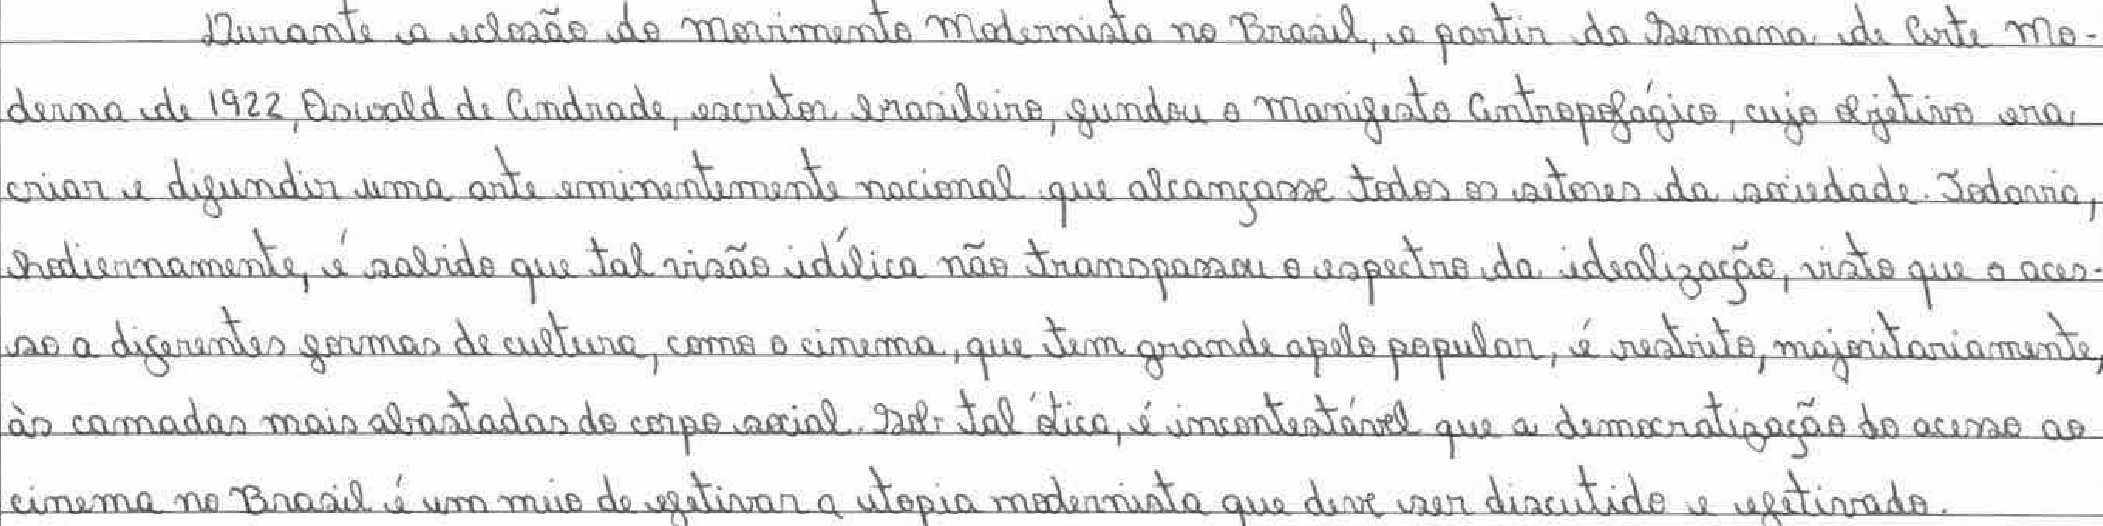 Durante a eclosão do Movimento Modernista no Brasil, a partir da Semana de Arte Mo-
derna de 1922, Oswald de Andrade, escritor brasileiro, fundou o Manifesto Antropofágico, cujo objetivo era
criar e difundir uma arte eminentemente nacional que alcançasse todos os setores da sociedade. Todavia,
hodiernamente, é sabido que tal visão idílica não transpassou o espectro da idealização, visto que o aces-
so a diferentes formas de cultura, como o cinema, que tem grande apelo popular, é restrito, majoritariamente,
às camadas mais abastadas do corpo social. Sob tal ótica, é incontestável que a democratização do acesso ao
cinema no Brasil é um meio de efetivar a utopia modernista que deve ser discutido e efetivado.